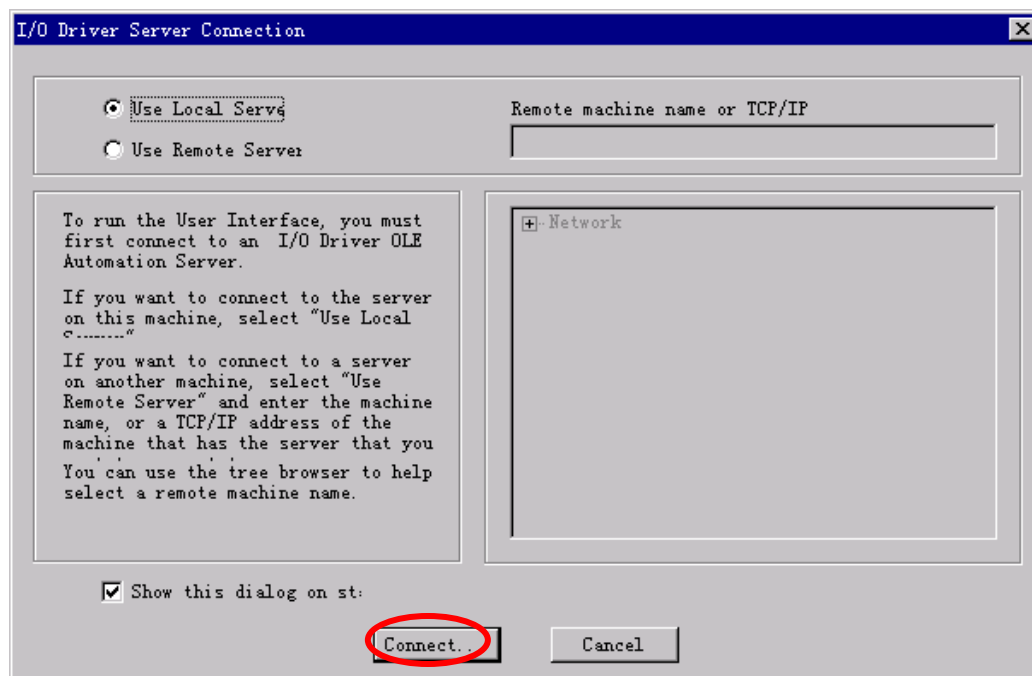 I/O Driver Server Connection
Use Local Serve
Remote machine name or TCP/IP
Use Remote Server
To run the User Interface, you must
first connect to an I/O Driver OLE
Automation Server.
If you want to connect to the server
on this machine, select "Use Local
If you want to connect to a server
on another machine, select "Use
Remote Server" and enter the machine
name, or a TCP/IP address of the
machine that has the server that you
You can use the tree browser to help
select a remote machine name.
Network
Show this dialog on st
Connect..
Cancel